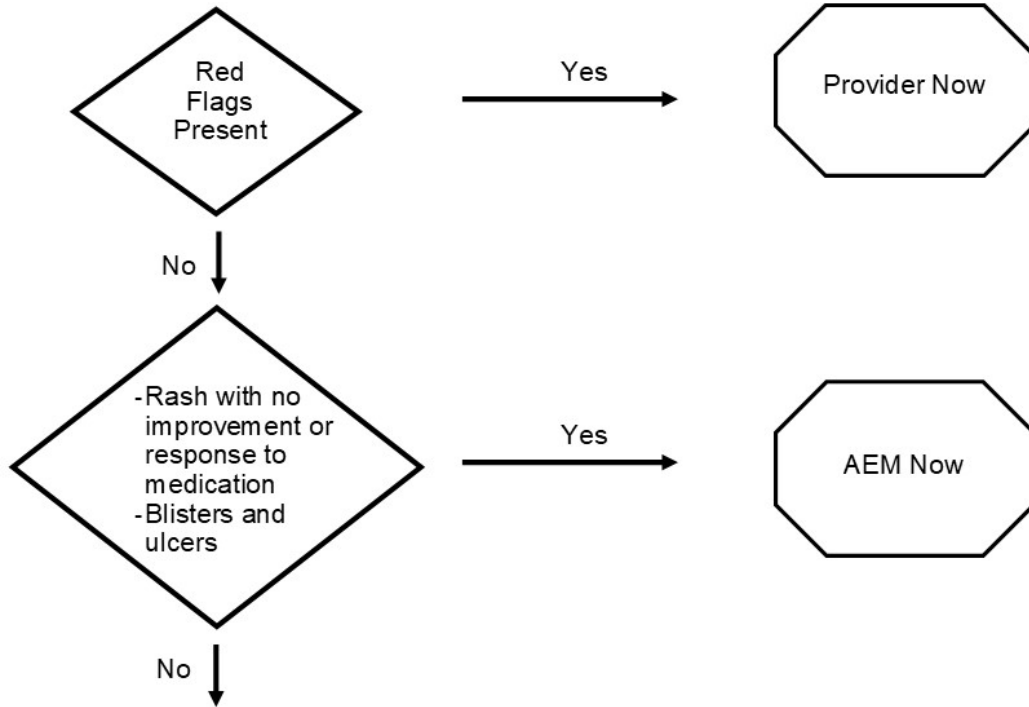 Red
Flags
Present
Yes
Provider Now
No
-Rash with no
improvement or
response to
medication
-Blisters and
ulcers
Yes
AEM Now
No